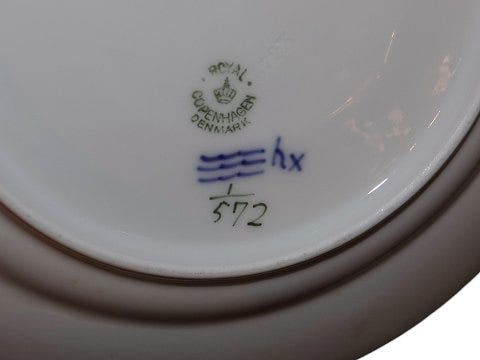 ROYAL
COPENHAGEN
DENMARK
hx
1
572